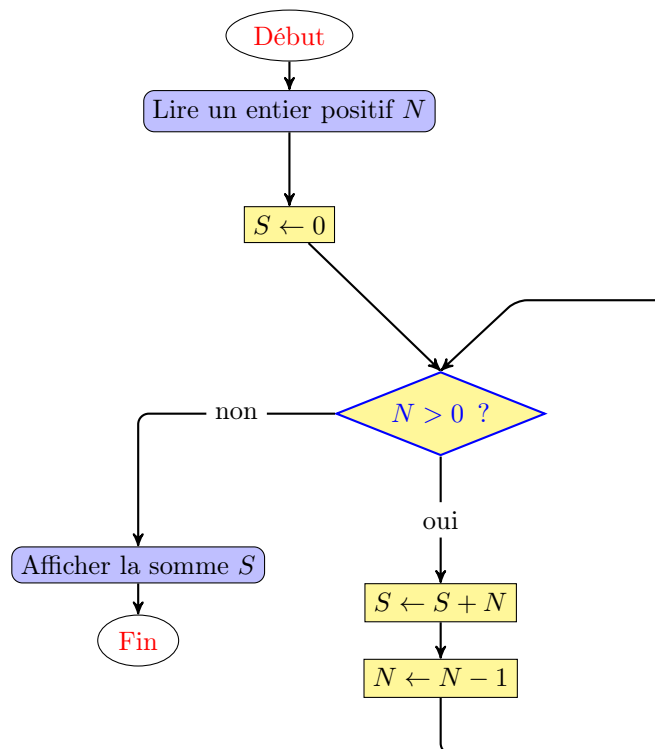 Début
Lire un entier positif N
S ← 0
N > 0 ?
non
oui
Afficher la somme S
S ← S + N
Fin
N ← N − 1